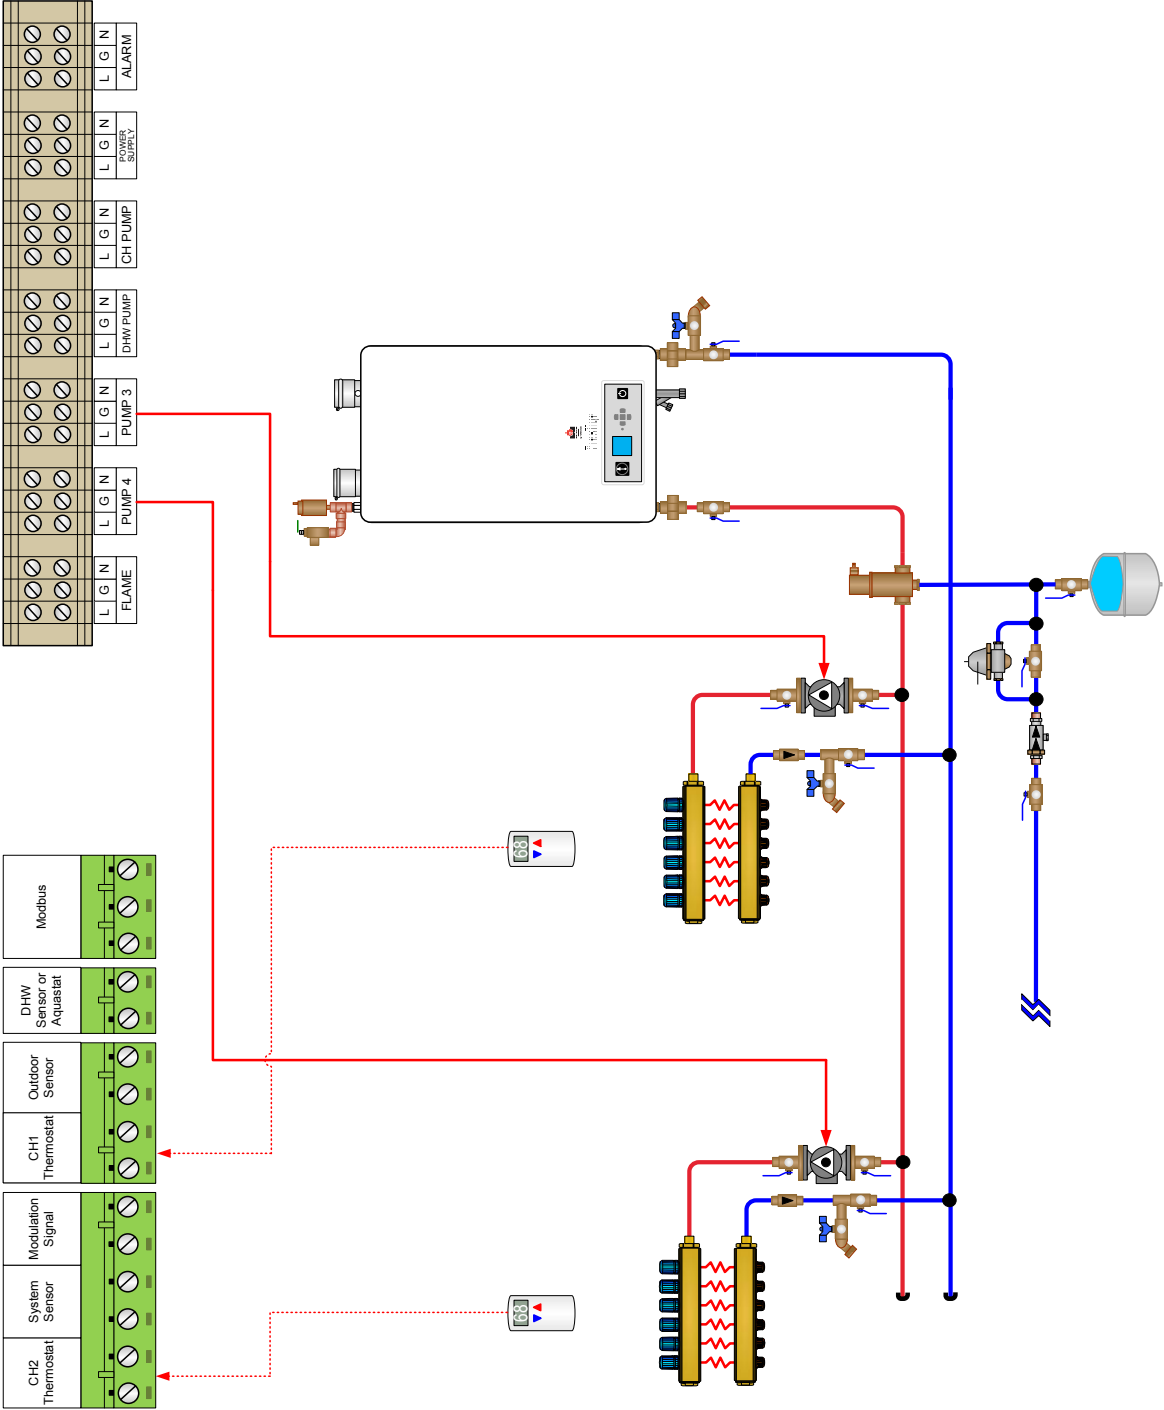 N
G
L
ALARM
N
G
L
POWER
SUPPLY
N
G
L
CH PUMP
N
G
L
DHW PUMP
N
G
L
PUMP 3
N
G
L
PUMP 4
N
G
L
FLAME
68
68
Modbus
DHW
Sensor or
Aquastat
Outdoor
Sensor
CH1
Thermostat
Modulation
Signal
System
Sensor
CH2
Thermostat